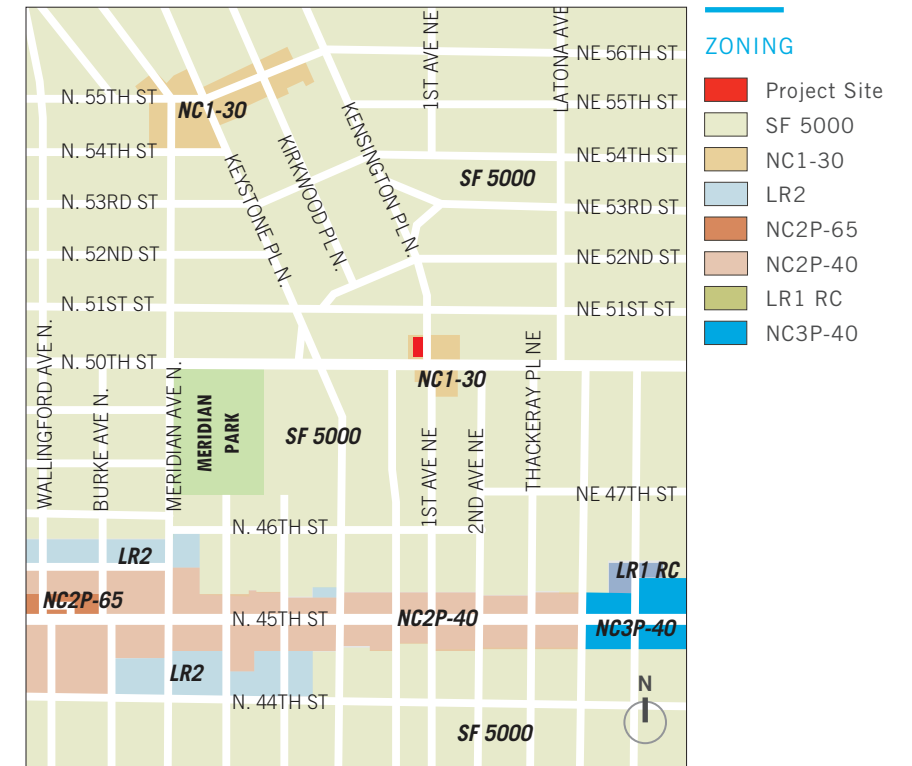 ZONING
Project Site
SF 5000
NC1-30
LR2
NC2P-65
NC2P-40
LR1 RC
NC3P-40
1ST AVE NE
LATONA AVE
NE 56TH ST
N. 55TH ST
NC1-30
NE 55TH ST
KENSINGTON PL N.
KIRKWOOD PL N.
KEYSTONE PL N.
N. 54TH ST
NE 54TH ST
SF 5000
N. 53RD ST
NE 53RD ST
N. 52ND ST
NE 52ND ST
N. 51ST ST
NE 51ST ST
N. 50TH ST
NC1-30
WALLINGFORD AVE N.
BURKE AVE N.
MERIDIAN AVE N.
MERIDIAN
PARK
SF 5000
1ST AVE NE
2ND AVE NE
THACKERAY PL NE
NE 47TH ST
N. 46TH ST
LR2
LR1 RC
NC2P-65
N. 45TH ST
NC2P-40
NC3P-40
LR2
N. 44TH ST
N
SF 5000